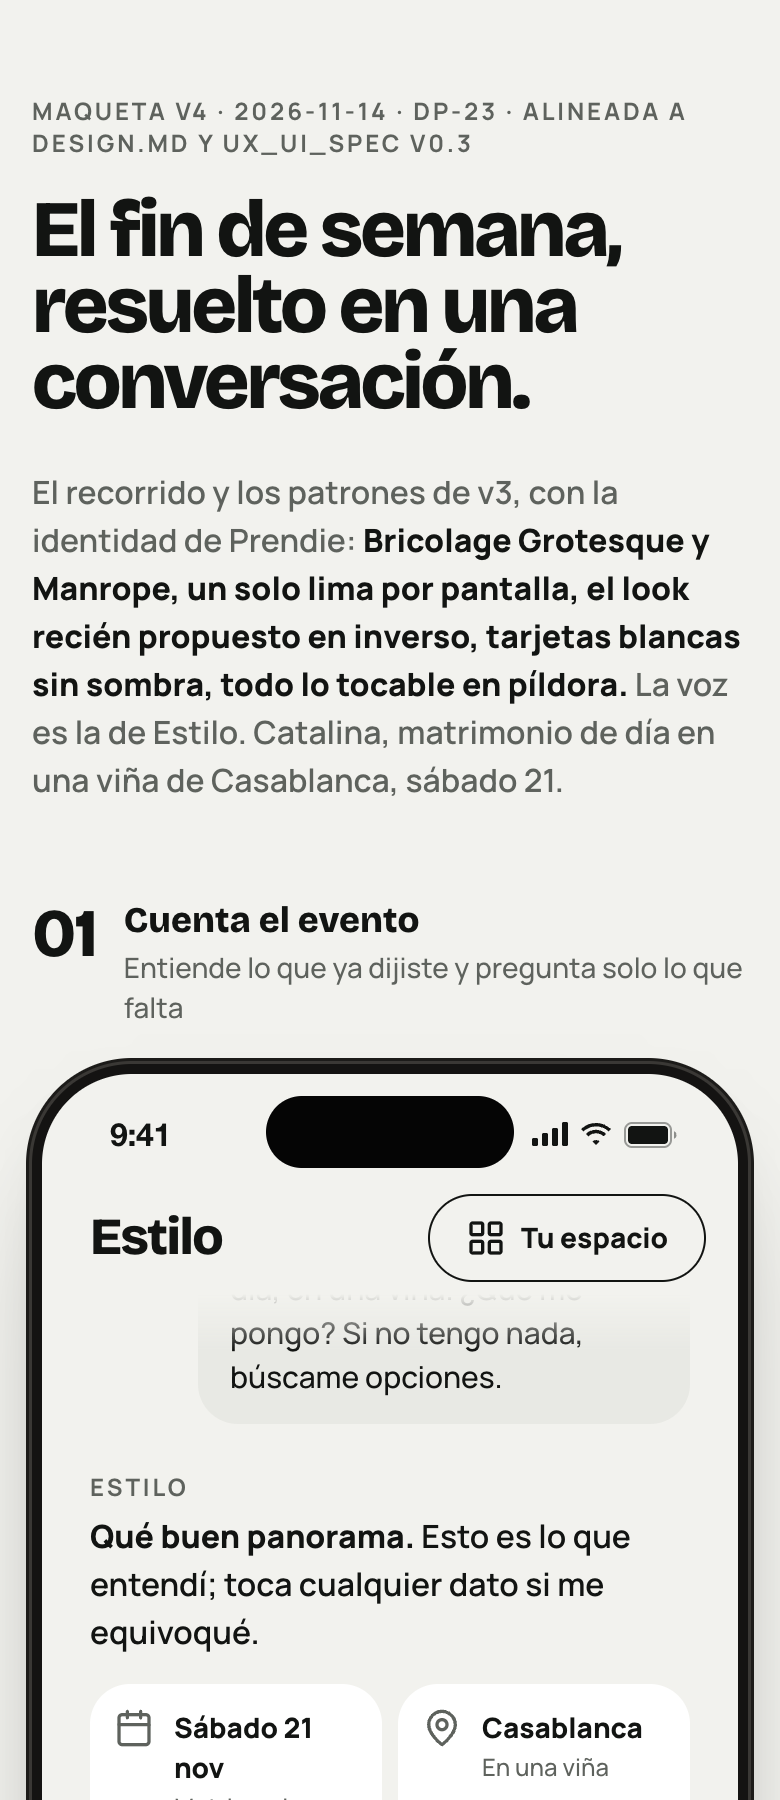 MAQUETA V4 · 2026-11-14 · DP-23 · ALINEADA A
DESIGN.MD Y UX_UI_SPEC V0.3
El fin de semana,
resuelto en una
conversación.
El recorrido y los patrones de v3, con la
identidad de Prendie: Bricolage Grotesque y
Manrope, un solo lima por pantalla, el look
recién propuesto en inverso, tarjetas blancas
sin sombra, todo lo tocable en píldora. La voz
es la de Estilo. Catalina, matrimonio de día en
una viña de Casablanca, sábado 21.
01
Cuenta el evento
Entiende lo que ya dijiste y pregunta solo lo que
falta
9:41
Estilo
Tu espacio
pongo? Si no tengo nada,
búscame opciones.
ESTILO
Qué buen panorama. Esto es lo que
entendí; toca cualquier dato si me
equivoqué.
Sábado 21
nov
Casablanca
En una viña